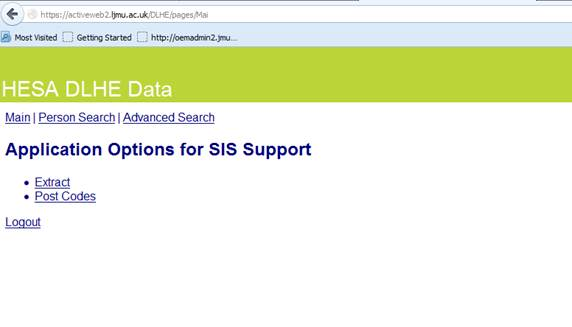 https://activeweb2.ljmu.ac.uk/DLHE/pages/Mai
Most Visited Getting Started http://oemadmin2.jmu...
HESA DLHE Data
Main | Person Search | Advanced Search
Application Options for SIS Support
• Extract
• Post Codes
Logout